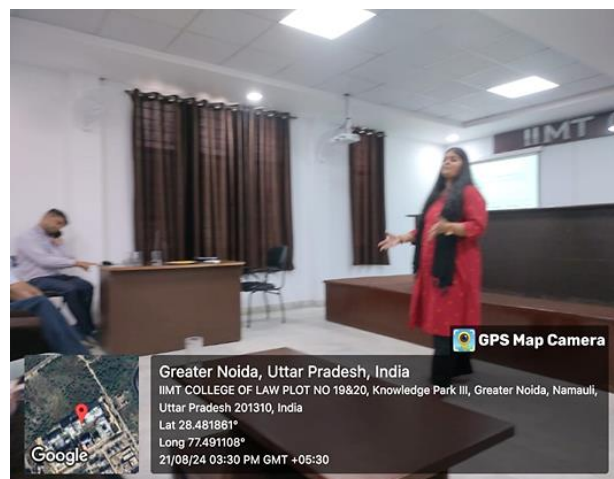 IIMT
GPS Map Camera
Greater Noida, Uttar Pradesh, India
IIMT COLLEGE OF LAW PLOT NO 19&20, Knowledge Park III, Greater Noida, Namauli,
Uttar Pradesh 201310, India
Lat 28.481861°
Long 77.491108°
21/08/24 03:30 PM GMT +05:30
Google